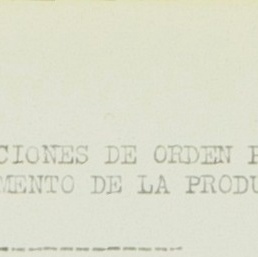 CIONES DE ORDEN P
MENTO DE LA PRODU